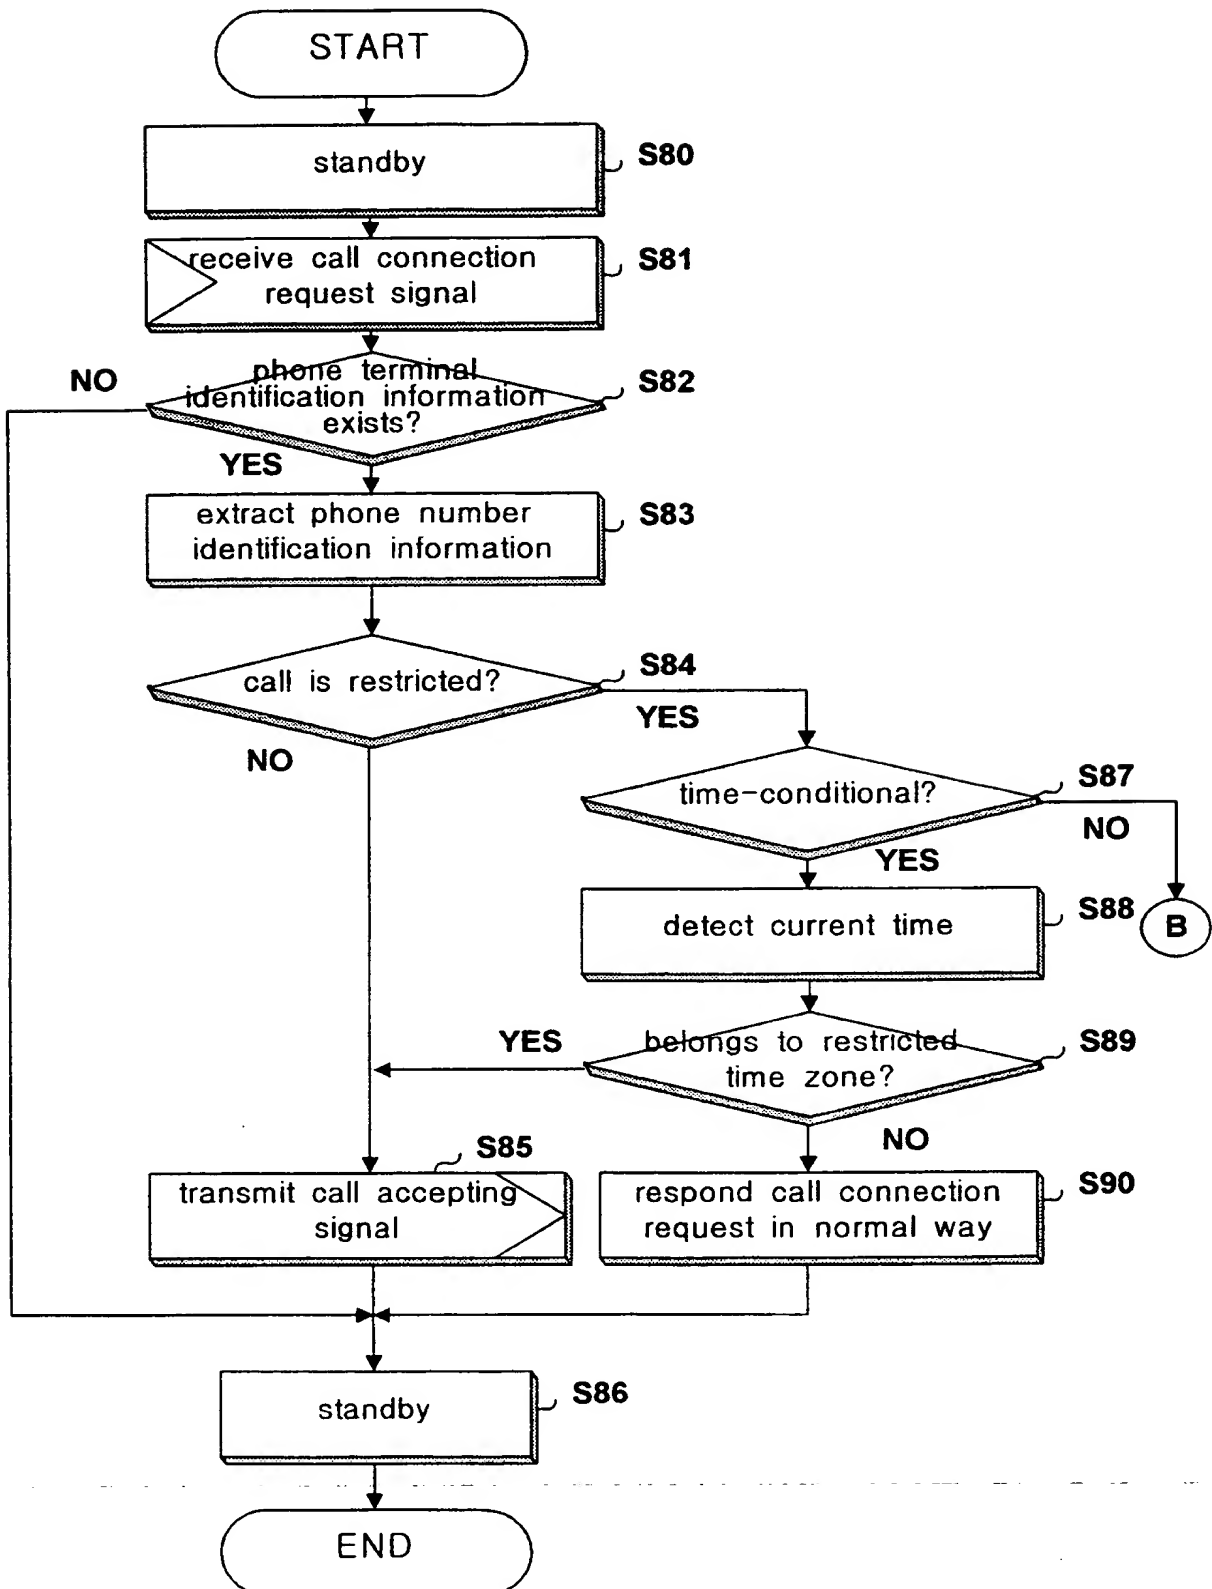 START
standby
S80
receive call connection
request signal
S81
phone terminal
identification information
exists?
S82
NO
YES
extract phone number
identification information
S83
call is restricted?
S84
YES
NO
time-conditional?
S87
NO
YES
detect current time
S88
B
belongs to restricted
time zone?
S89
YES
NO
S85
transmit call accepting
signal
respond call connection
request in normal way
S90
standby
S86
END